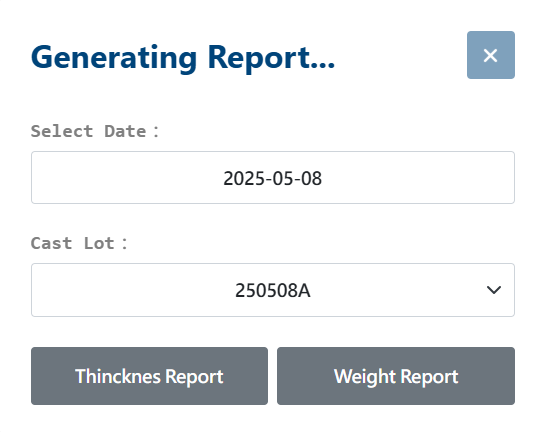 Generating Report...
Select Date :
2025-05-08
Cast Lot :
250508A
Thincknes Report
Weight Report